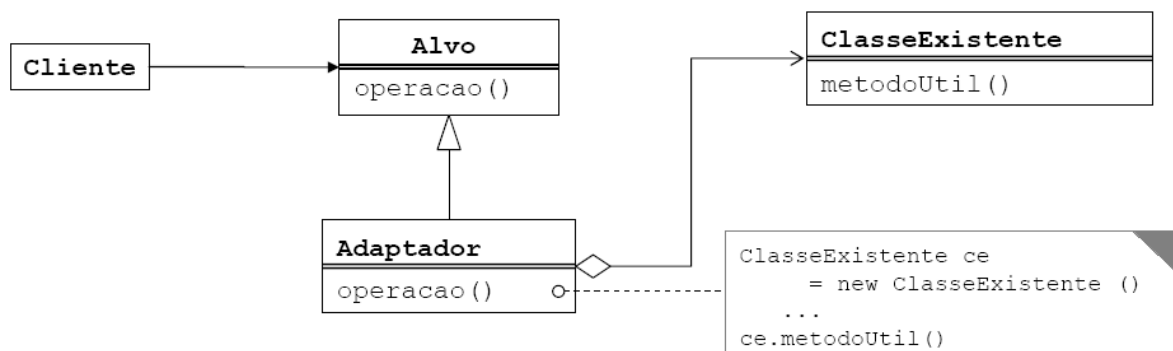 Cliente
Alvo
operacao()
ClasseExistente
metodoUtil()
Adaptador
operacao()
ClasseExistente ce
= new ClasseExistente ()
...
ce.metodoUtil()